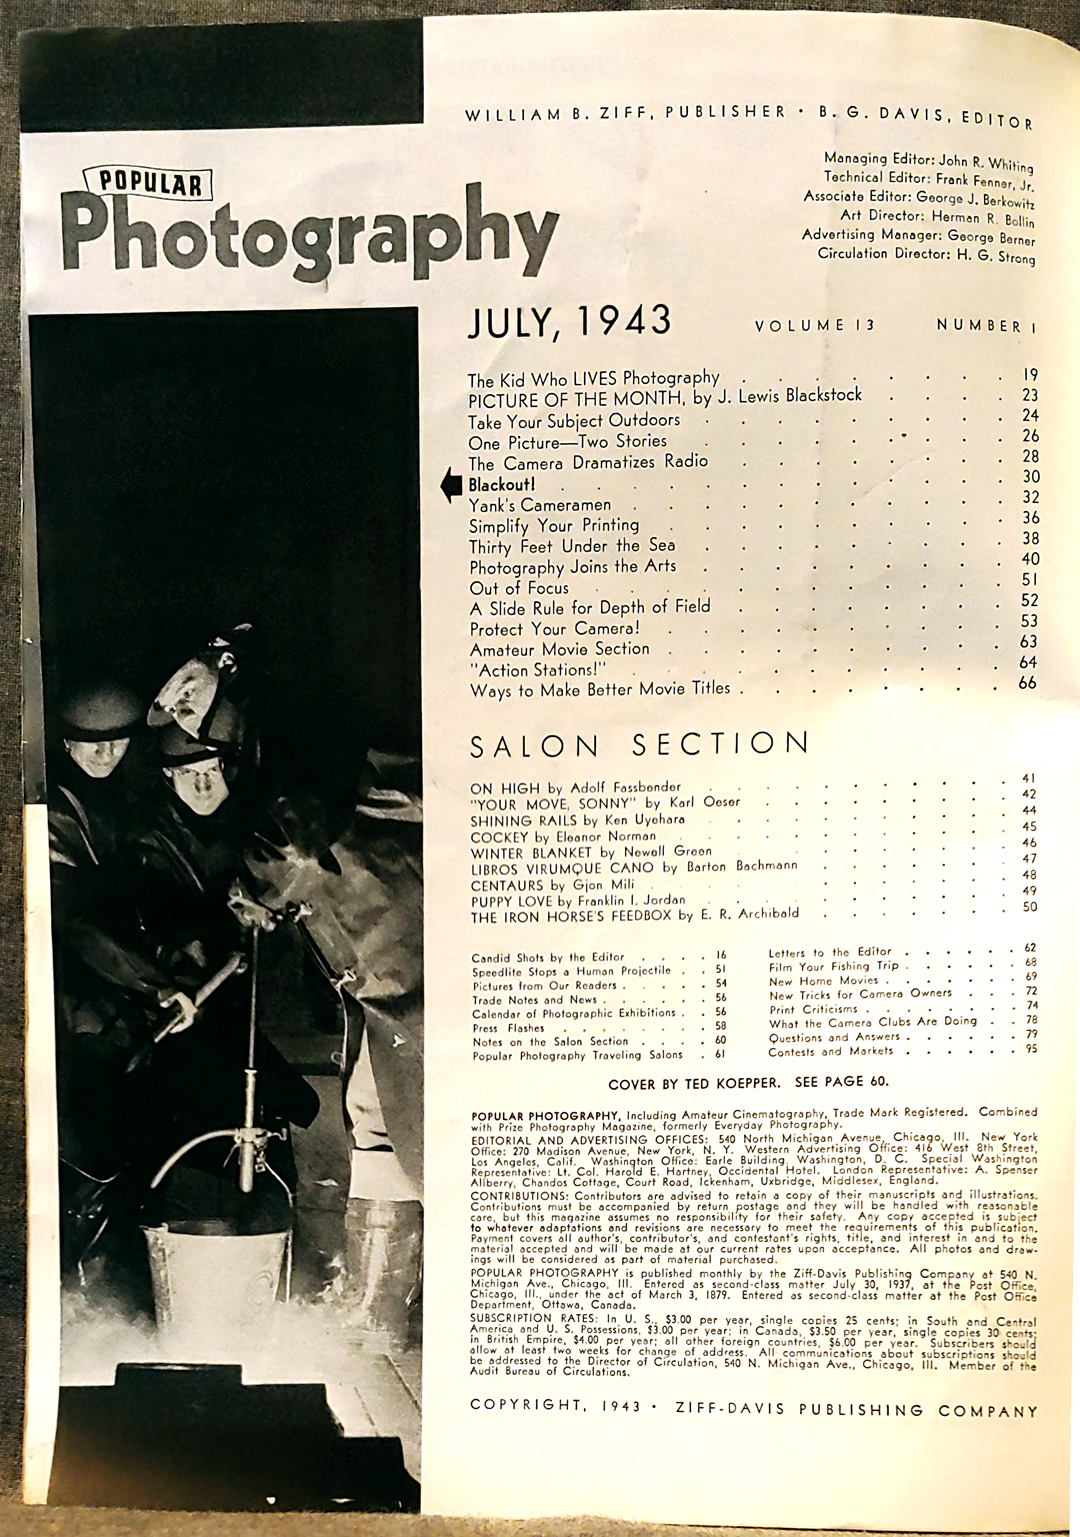 WILLIAM B. ZIFF, PUBLISHER • B. G. DAVIS, EDITOR
Managing Editor: John R. Whiting
Technical Editor: Frank Fenner, Jr.
Associate Editor: George J. Berkowitz
Art Director: Herman R. Bollin
Advertising Manager: George Berner
Circulation Director: H. G. Strong
POPULAR
Photography
JULY, 1943 VOLUME 13 NUMBER 1
The Kid Who LIVES Photography . . . . . . . 19
PICTURE OF THE MONTH, by J. Lewis Blackstock . . . . 23
Take Your Subject Outdoors . . . . . . . 24
One Picture—Two Stories . . . . . . . 26
The Camera Dramatizes Radio . . . . . . . 28
Blackout! . . . . . . . 30
Yank's Cameramen . . . . . . . 32
Simplify Your Printing . . . . . . . 36
Thirty Feet Under the Sea . . . . . . . 38
Photography Joins the Arts . . . . . . . 40
Out of Focus . . . . . . . 51
A Slide Rule for Depth of Field . . . . . . . 52
Protect Your Camera! . . . . . . . 53
Amateur Movie Section . . . . . . . 63
"Action Stations!" . . . . . . . 64
Ways to Make Better Movie Titles . . . . . . . 66
SALON SECTION
ON HIGH by Adolf Fassbender . . . . . . . 41
"YOUR MOVE, SONNY" by Karl Oeser . . . . . . . 42
SHINING RAILS by Ken Uyehara . . . . . . . 44
COCKEY by Eleanor Norman . . . . . . . 45
WINTER BLANKET by Newell Green . . . . . . . 46
LIBROS VIRUMQUE CANO by Barton Bachmann . . . . . 47
CENTAURS by Gjon Mili . . . . . . . 48
PUPPY LOVE by Franklin I. Jordan . . . . . . . 49
THE IRON HORSE'S FEEDBOX by E. R. Archibald . . . . . 50
Candid Shots by the Editor . . . . 16
Speedlite Stops a Human Projectile . . 51
Pictures from Our Readers . . . . . 54
Trade Notes and News . . . . . . 56
Calendar of Photographic Exhibitions . . 56
Press Flashes . . . . . . . . 58
Notes on the Salon Section . . . . . 60
Popular Photography Traveling Salons . 61
Letters to the Editor . . . . . . 62
Film Your Fishing Trip . . . . . . 68
New Home Movies . . . . . . . 69
New Tricks for Camera Owners . . . 72
Print Criticisms . . . . . . . . 74
What the Camera Clubs Are Doing . . 78
Questions and Answers . . . . . . 79
Contests and Markets . . . . . . 95
COVER BY TED KOEPPER. SEE PAGE 60.
POPULAR PHOTOGRAPHY, Including Amateur Cinematography, Trade Mark Registered. Combined
with Prize Photography Magazine, formerly Everyday Photography.
EDITORIAL AND ADVERTISING OFFICES: 540 North Michigan Avenue, Chicago, Ill. New York
Office: 270 Madison Avenue, New York, N. Y. Western Advertising Office: 416 West 8th Street,
Los Angeles, Calif. Washington Office: Earle Building, Washington, D. C. Special Washington
Representative: Lt. Col. Harold E. Hartney, Occidental Hotel. London Representative: A. Spenser
Allberry, Chandos Cottage, Court Road, Ickenham, Uxbridge, Middlesex, England.
CONTRIBUTIONS: Contributors are advised to retain a copy of their manuscripts and illustrations.
Contributions must be accompanied by return postage and they will be handled with reasonable
care, but this magazine assumes no responsibility for their safety. Any copy accepted is subject
to whatever adaptations and revisions are necessary to meet the requirements of this publication.
Payment covers all author's, contributor's, and contestant's rights, title, and interest in and to the
material accepted and will be made at our current rates upon acceptance. All photos and draw-
ings will be considered as part of material purchased.
POPULAR PHOTOGRAPHY is published monthly by the Ziff-Davis Publishing Company at 540 N.
Michigan Ave., Chicago, Ill. Entered as second-class matter July 30, 1937, at the Post Office,
Chicago, Ill., under the act of March 3, 1879. Entered as second-class matter at the Post Office
Department, Ottawa, Canada.
SUBSCRIPTION RATES: In U. S., $3.00 per year, single copies 25 cents; in South and Central
America and U. S. Possessions, $3.00 per year; in Canada, $3.50 per year, single copies 30 cents;
in British Empire, $4.00 per year; all other foreign countries, $6.00 per year. Subscribers should
allow at least two weeks for change of address. All communications about subscriptions should
be addressed to the Director of Circulation, 540 N. Michigan Ave., Chicago, Ill. Member of the
Audit Bureau of Circulations.
COPYRIGHT, 1943 • ZIFF-DAVIS PUBLISHING COMPANY